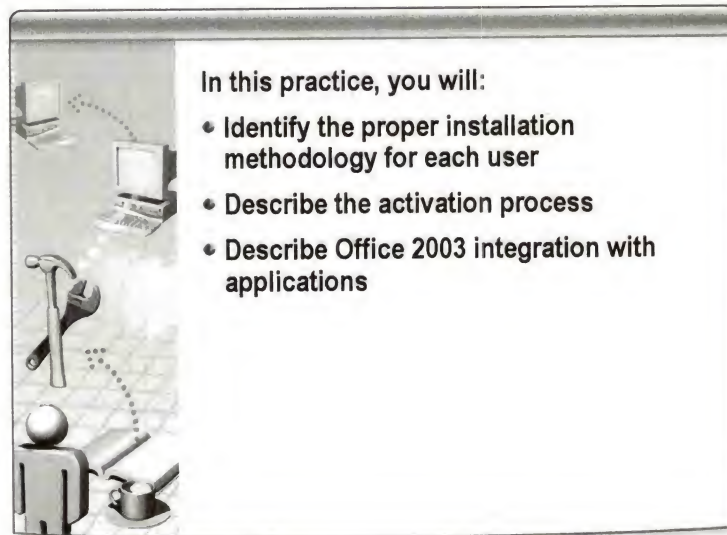 In this practice, you will:
• Identify the proper installation
methodology for each user
• Describe the activation process
• Describe Office 2003 integration with
applications